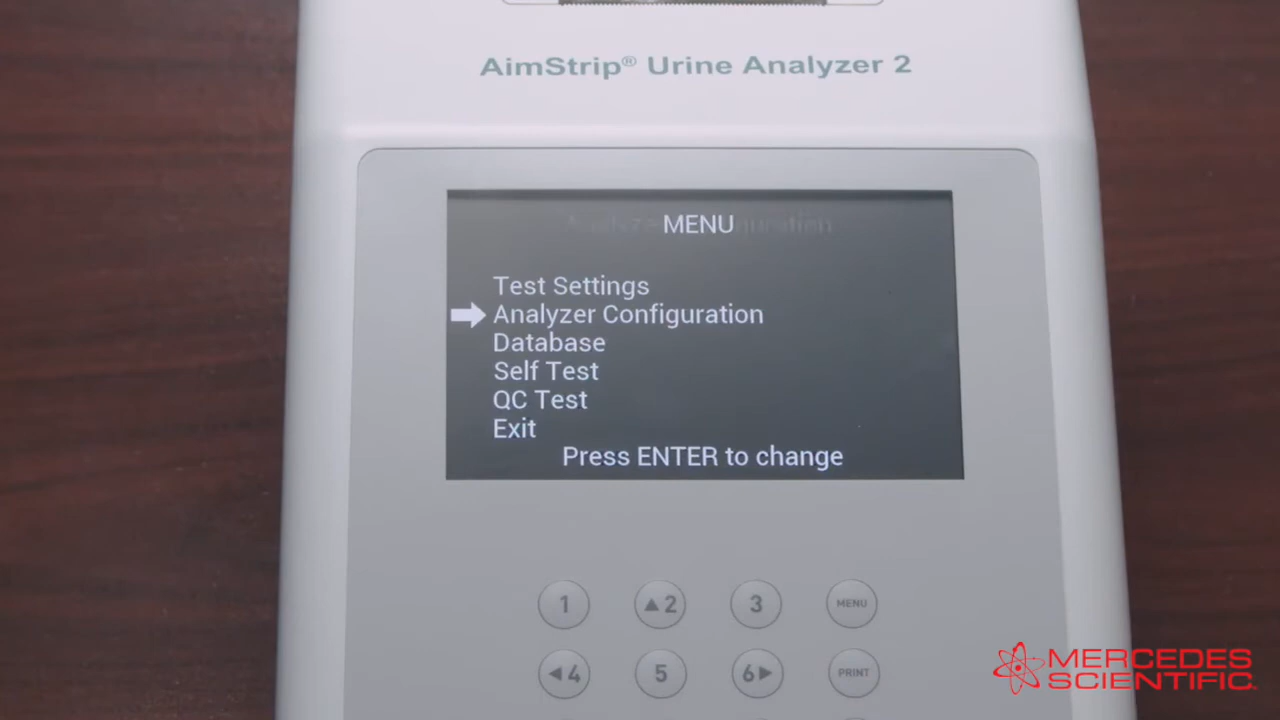 AimStrip® Urine Analyzer 2
MENU
Test Settings
Analyzer Configuration
Database
Self Test
QC Test
Exit
Press ENTER to change
1
▲2
3
MENU
◀4
5
6▶
PRINT
MERCEDES
SCIENTIFIC